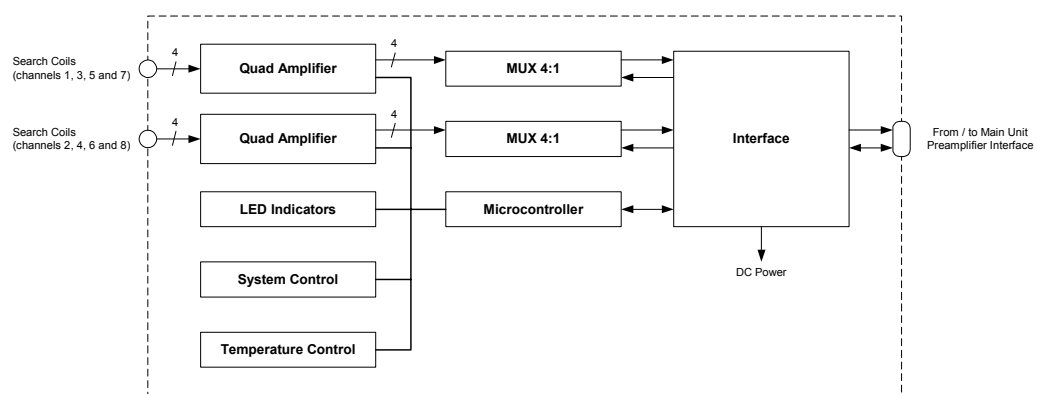 4
4
Search Coils
(channels 1, 3, 5 and 7)
Quad Amplifier
MUX 4:1
4
4
Search Coils
(channels 2, 4, 6 and 8)
Quad Amplifier
MUX 4:1
Interface
From / to Main Unit
Preamplifier Interface
LED Indicators
Microcontroller
DC Power
System Control
Temperature Control